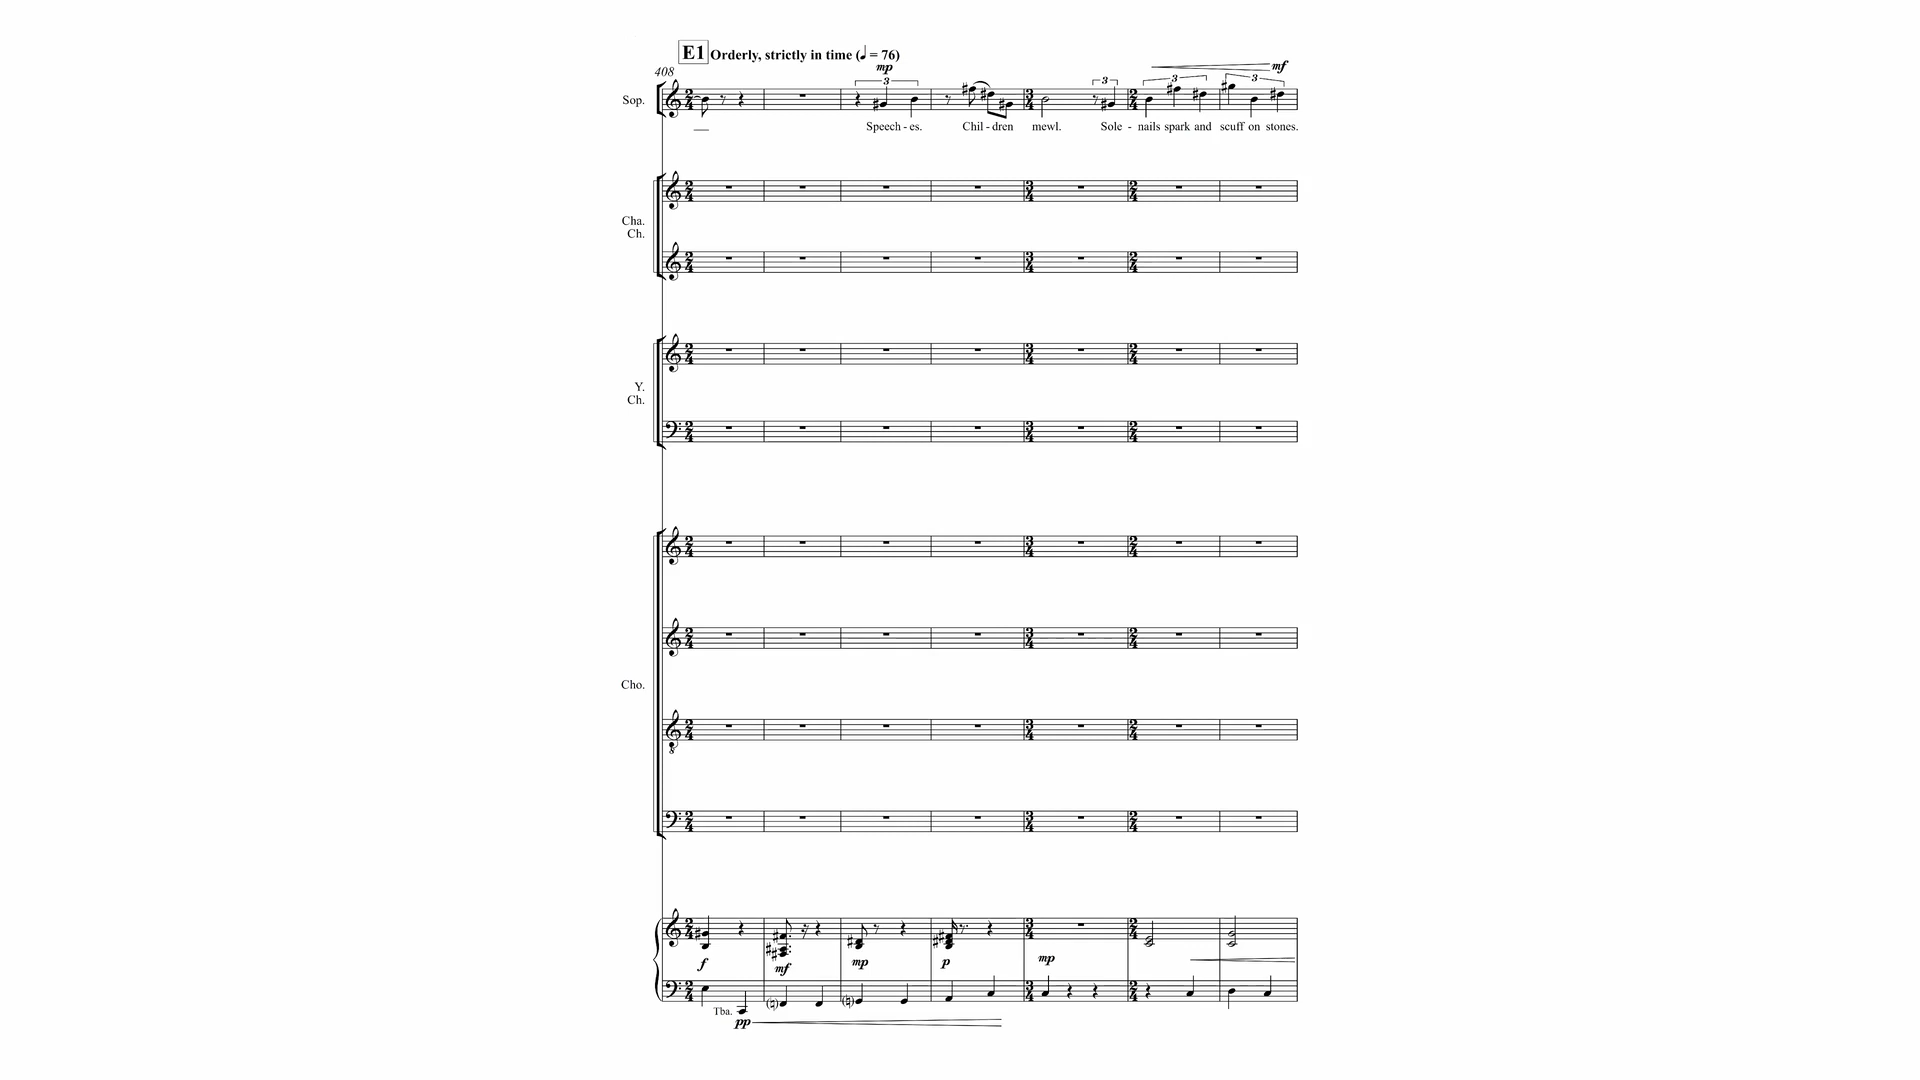 E1 Orderly, strictly in time (♩ = 76)
408
mp
mf
3 3 3 3
Sop.
Speech - es. Chil - dren mewl. Sole - nails spark and scuff on stones.
Cha.
Ch.
Y.
Ch.
Cho.
f mf mp p mp
Tba.
pp